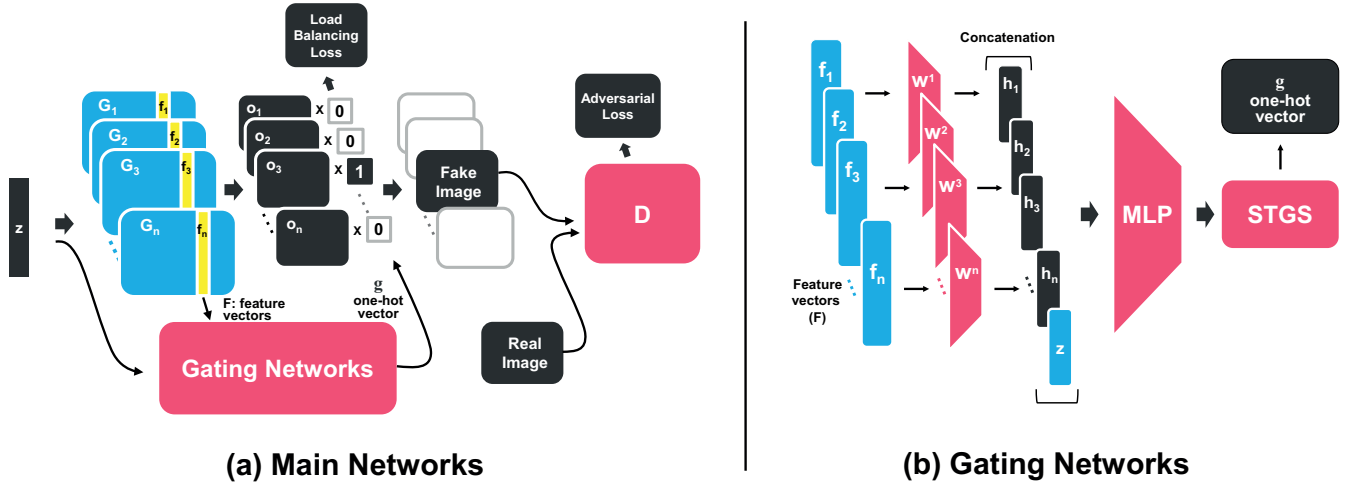 Load
Balancing
Loss
G1
f1
G2
f2
G3
f3
Gn
fn
z
o1
x 0
o2
x 0
o3
x 1
on
x 0
Fake
Image
Adversarial
Loss
D
F: feature
vectors
g
one-hot
vector
Gating Networks
Real
Image
(a) Main Networks
Concatenation
f1
f2
f3
fn
w1
w2
w3
wn
h1
h2
h3
hn
z
Feature
vectors
(F)
MLP
STGS
g
one-hot
vector
(b) Gating Networks